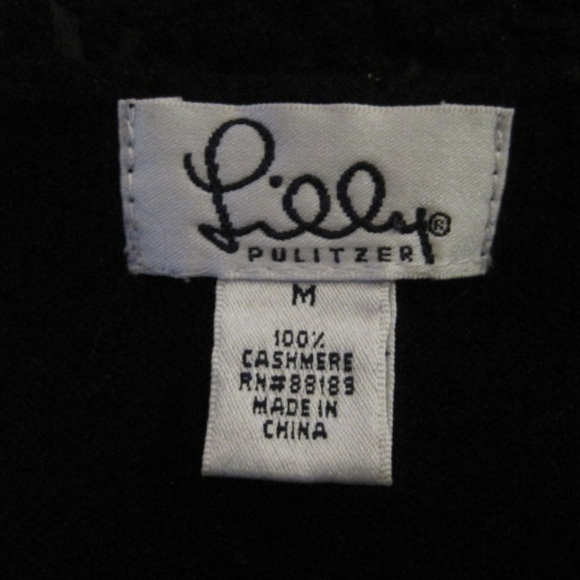 Lilly®
PULITZER
M
100%
CASHMERE
RN#88189
MADE IN
CHINA